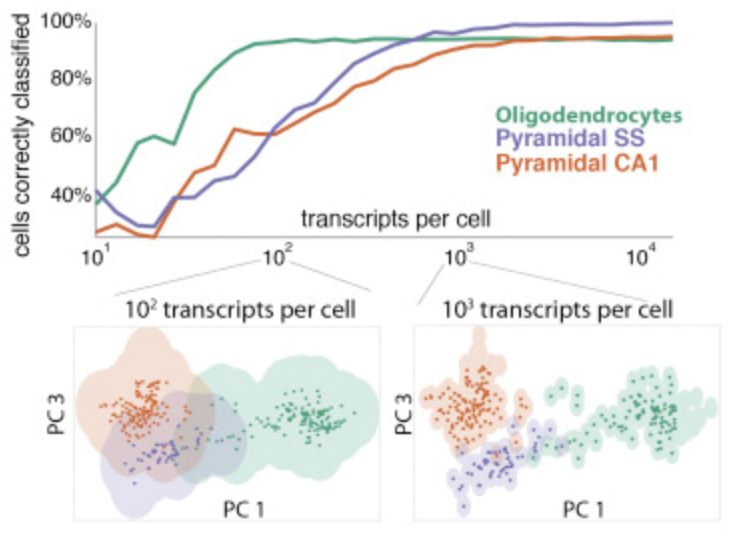 100%
80%
60%
40%
cells correctly classified
Oligodendrocytes
Pyramidal SS
Pyramidal CA1
transcripts per cell
10¹ 10² 10³ 10⁴
10² transcripts per cell
10³ transcripts per cell
PC 3
PC 1
PC 3
PC 1